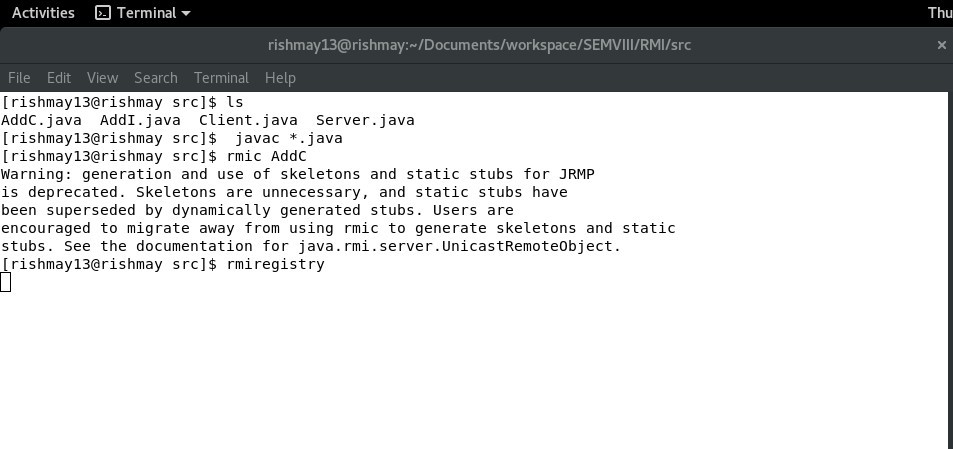 Activities Terminal Thu
rishmay13@rishmay:~/Documents/workspace/SEMVIII/RMI/src ×
File Edit View Search Terminal Help
[rishmay13@rishmay src]$ ls
AddC.java  AddI.java  Client.java  Server.java
[rishmay13@rishmay src]$  javac *.java
[rishmay13@rishmay src]$ rmic AddC
Warning: generation and use of skeletons and static stubs for JRMP
is deprecated. Skeletons are unnecessary, and static stubs have
been superseded by dynamically generated stubs. Users are
encouraged to migrate away from using rmic to generate skeletons and static
stubs. See the documentation for java.rmi.server.UnicastRemoteObject.
[rishmay13@rishmay src]$ rmiregistry